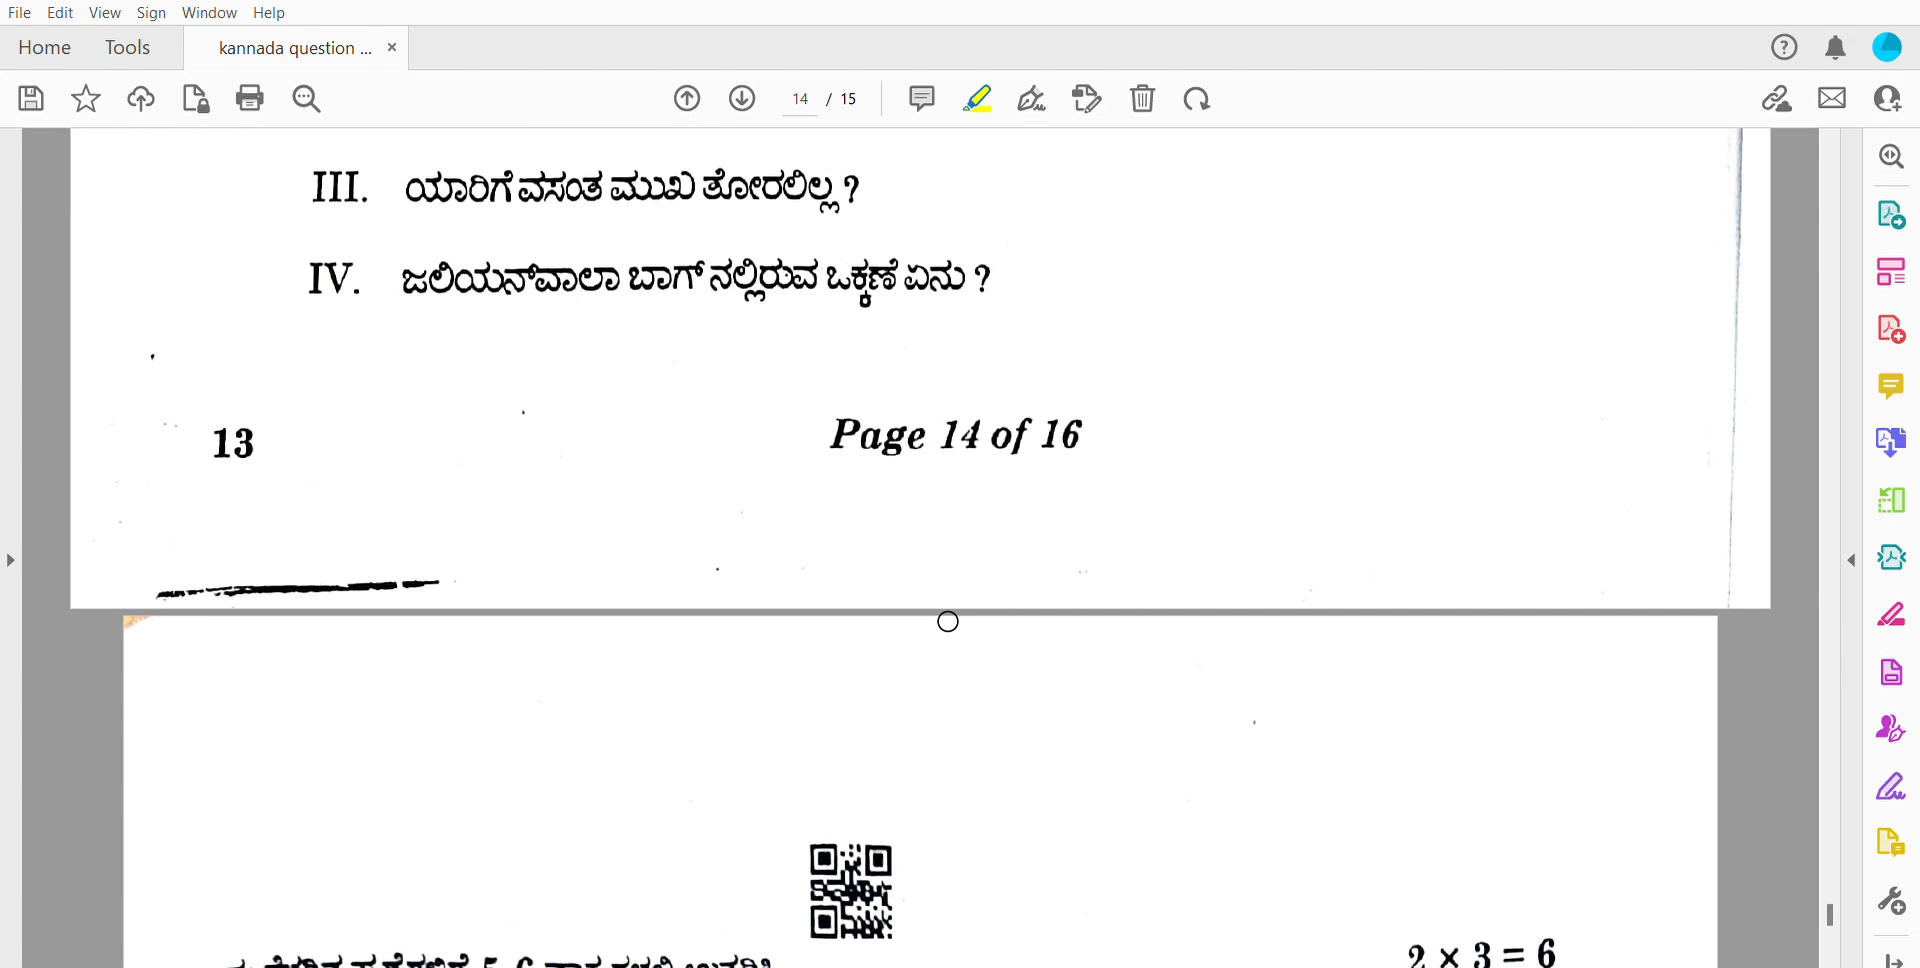 File Edit View Sign Window Help
Home Tools kannada question ... ×
14 / 15
III. ಯಾರಿಗೆ ವಸಂತ ಮುಖ ತೋರಲಿಲ್ಲ ?
IV. ಜಲಿಯನ್‌ವಾಲಾ ಬಾಗ್ ನಲ್ಲಿರುವ ಒಕ್ಕಣೆ ಏನು ?
13 Page 14 of 16
2 × 3 = 6